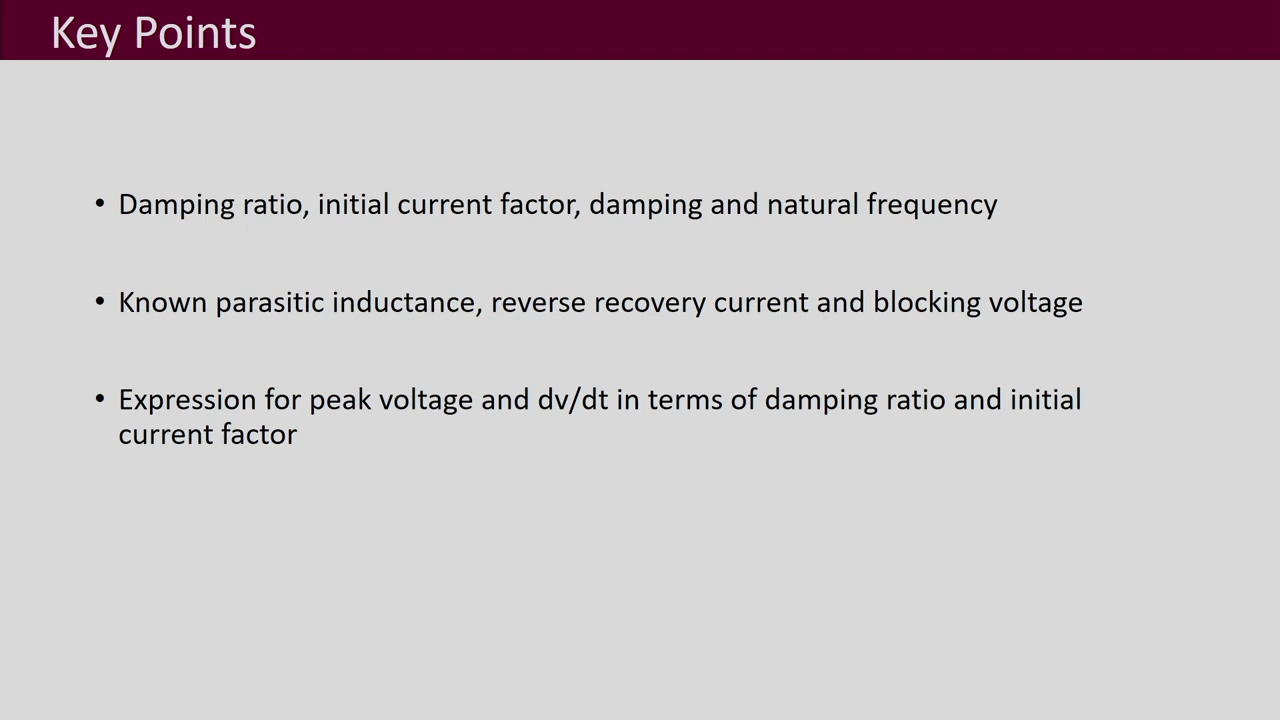 Key Points
• Damping ratio, initial current factor, damping and natural frequency
• Known parasitic inductance, reverse recovery current and blocking voltage
• Expression for peak voltage and dv/dt in terms of damping ratio and initial
current factor